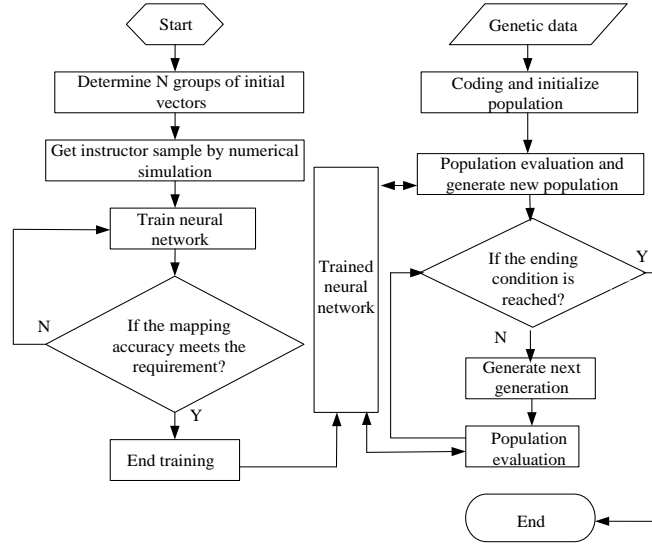 Start
Determine N groups of initial
vectors
Get instructor sample by numerical
simulation
Train neural
network
N
If the mapping
accuracy meets the
requirement?
Y
End training
Trained
neural
network
Genetic data
Coding and initialize
population
Population evaluation and
generate new population
If the ending
condition is
reached?
Y
N
Generate next
generation
Population
evaluation
End